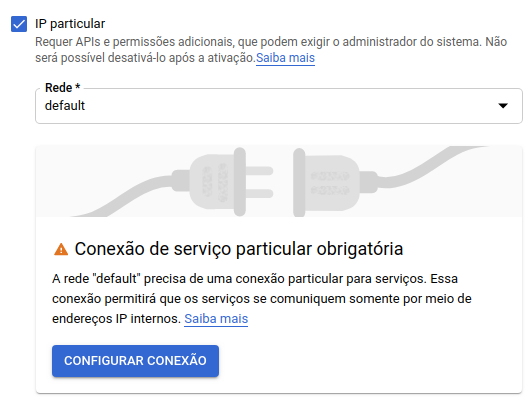 IP particular
Requer APIs e permissões adicionais, que podem exigir o administrador do sistema. Não
será possível desativá-lo após a ativação.Saiba mais
Rede *
default
Conexão de serviço particular obrigatória
A rede "default" precisa de uma conexão particular para serviços. Essa
conexão permitirá que os serviços se comuniquem somente por meio de
endereços IP internos. Saiba mais
CONFIGURAR CONEXÃO